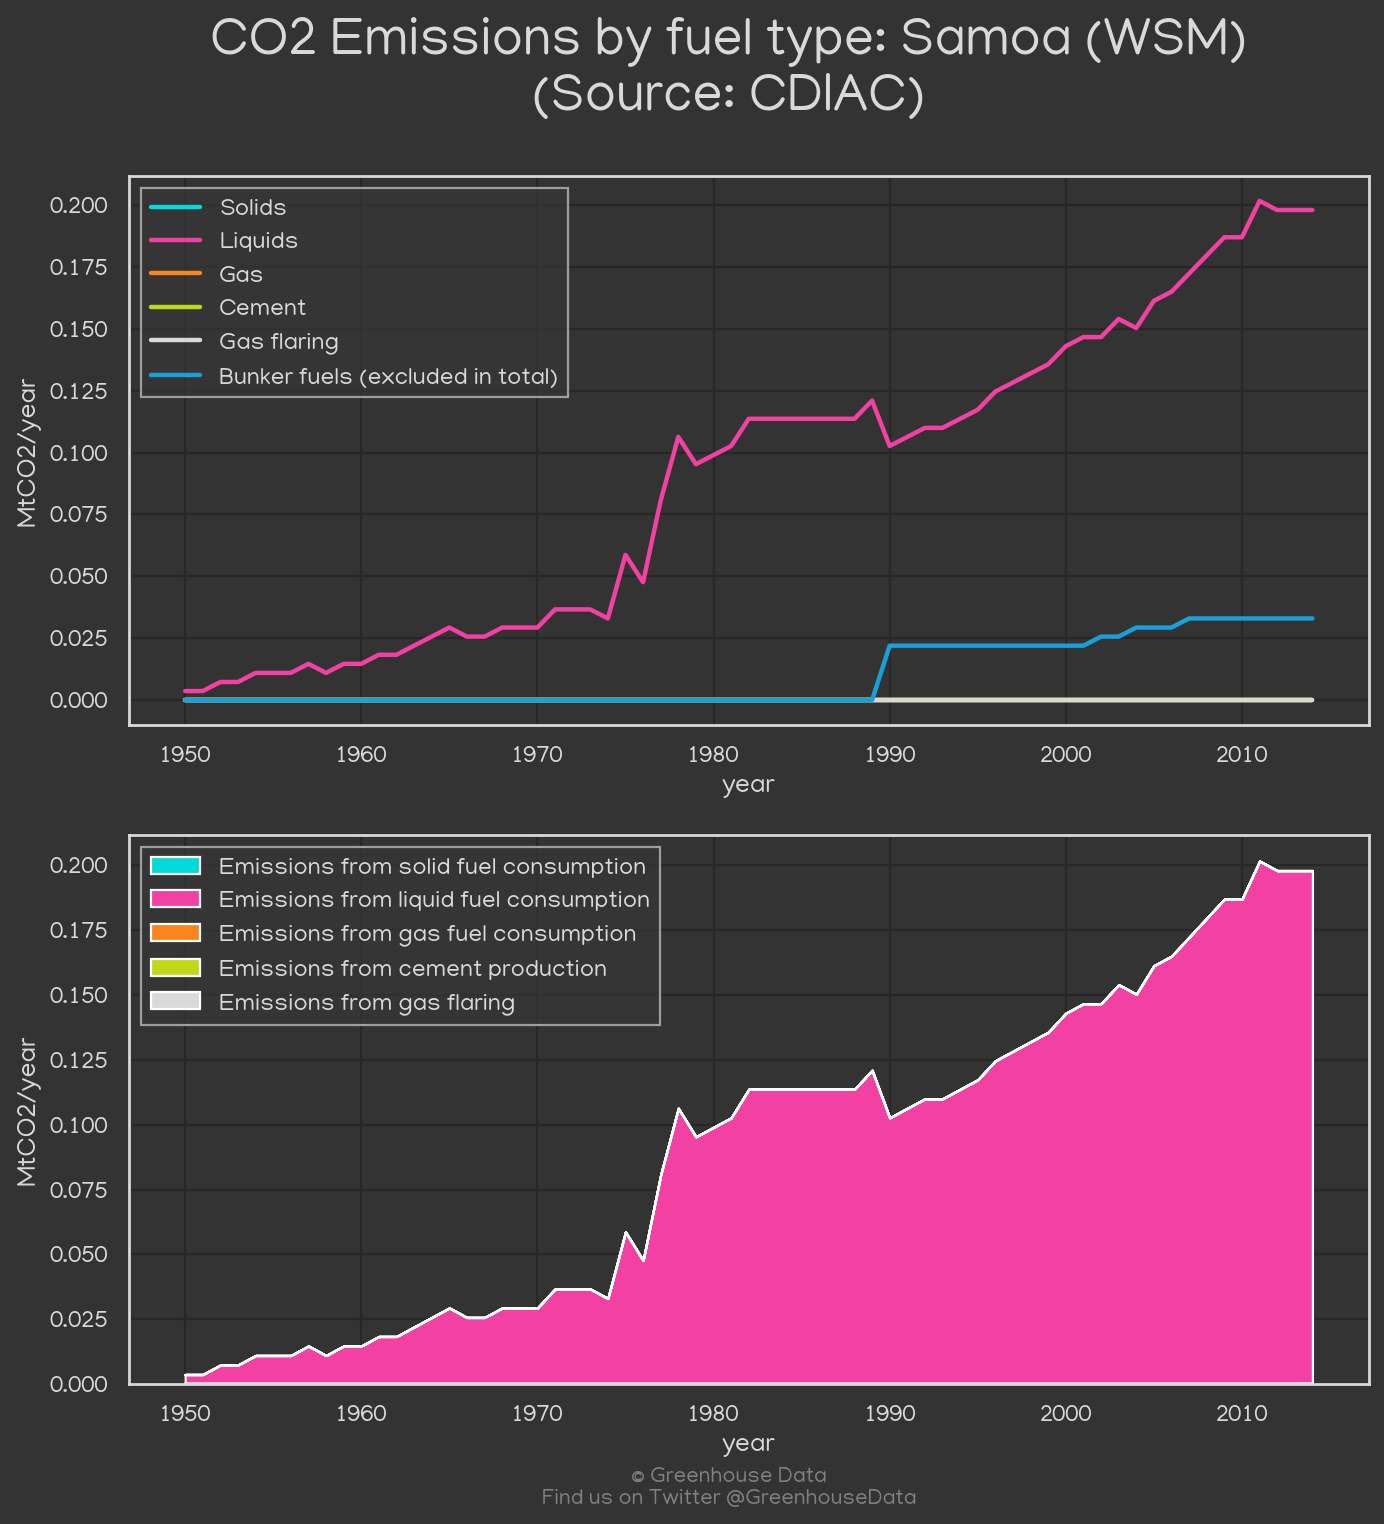 CO2 Emissions by fuel type: Samoa (WSM)
(Source: CDIAC)
Solids
Liquids
Gas
Cement
Gas flaring
Bunker fuels (excluded in total)
0.200
0.175
0.150
0.125
0.100
0.075
0.050
0.025
0.000
MtCO2/year
1950 1960 1970 1980 1990 2000 2010
year
Emissions from solid fuel consumption
Emissions from liquid fuel consumption
Emissions from gas fuel consumption
Emissions from cement production
Emissions from gas flaring
0.200
0.175
0.150
0.125
0.100
0.075
0.050
0.025
0.000
MtCO2/year
1950 1960 1970 1980 1990 2000 2010
year
© Greenhouse Data
Find us on Twitter @GreenhouseData